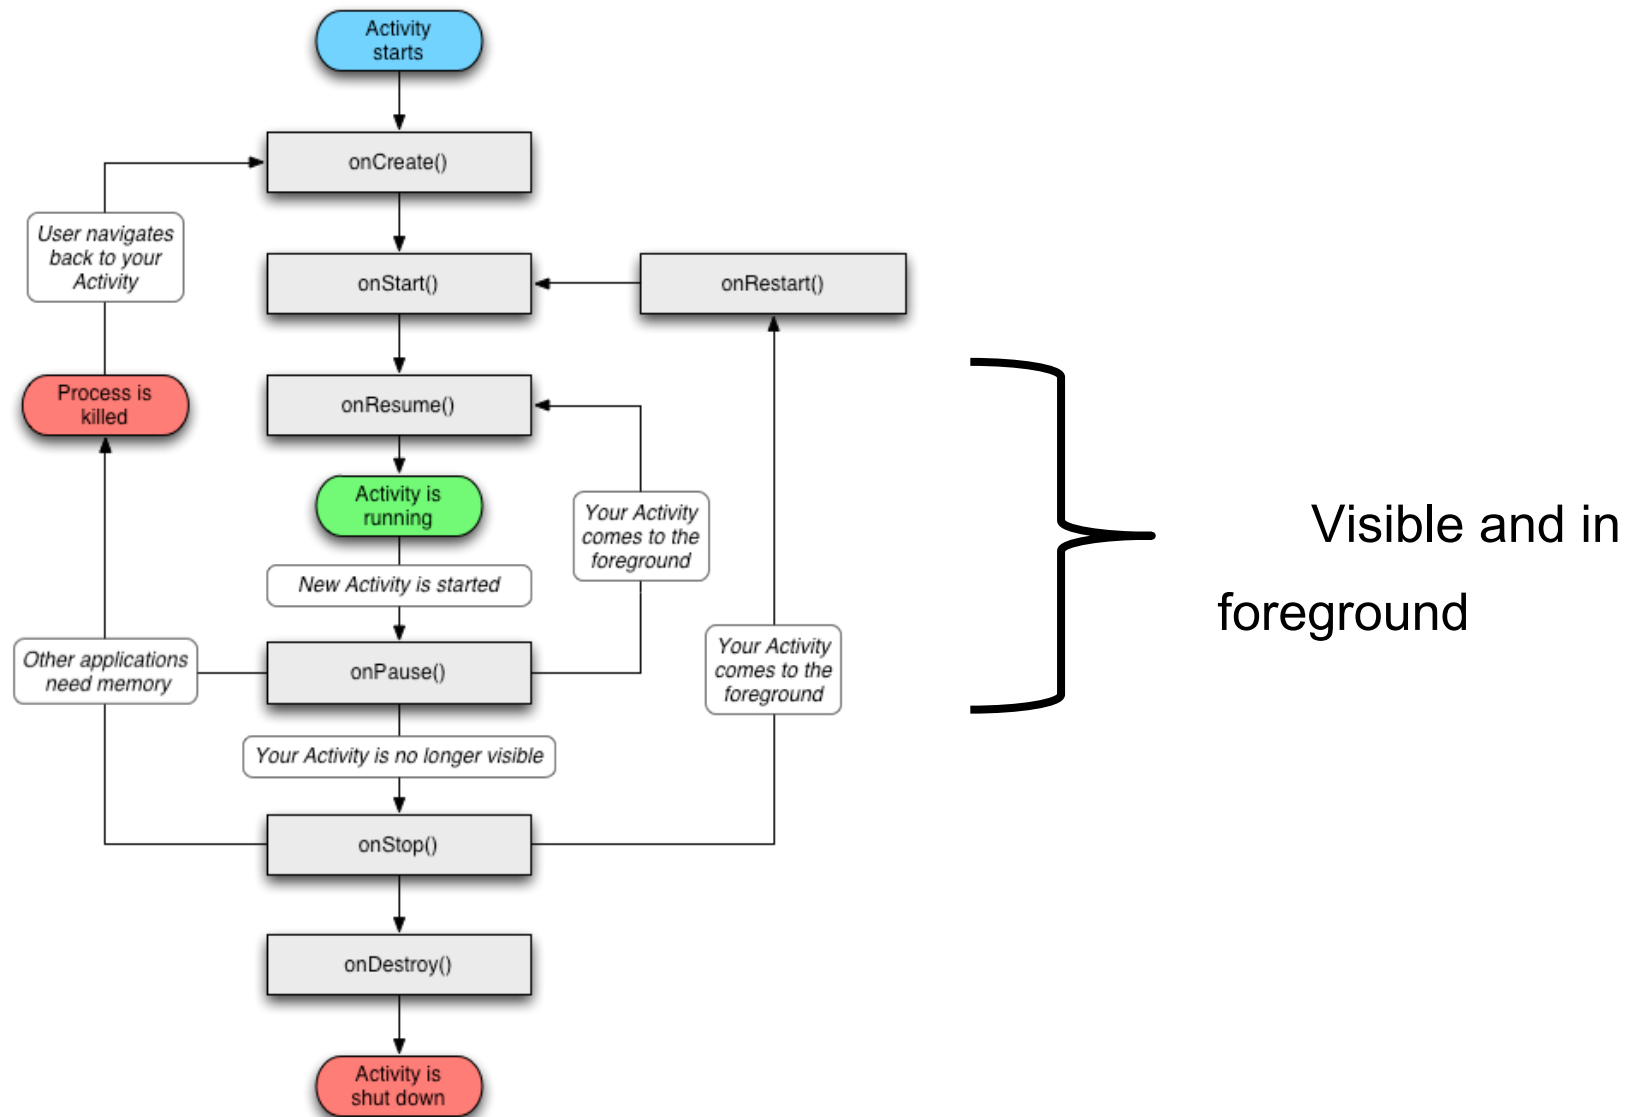 Activity
starts
onCreate()
User navigates
back to your
Activity
onStart()
onRestart()
Process is
killed
onResume()
Activity is
running
Your Activity
comes to the
foreground
Visible and in
foreground
New Activity is started
Other applications
need memory
onPause()
Your Activity
comes to the
foreground
Your Activity is no longer visible
onStop()
onDestroy()
Activity is
shut down